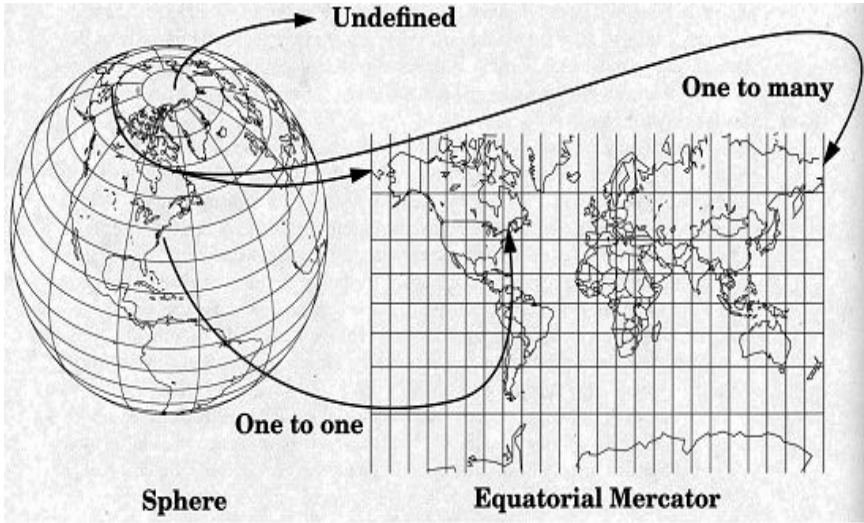 Undefined
One to many
One to one
Sphere
Equatorial Mercator